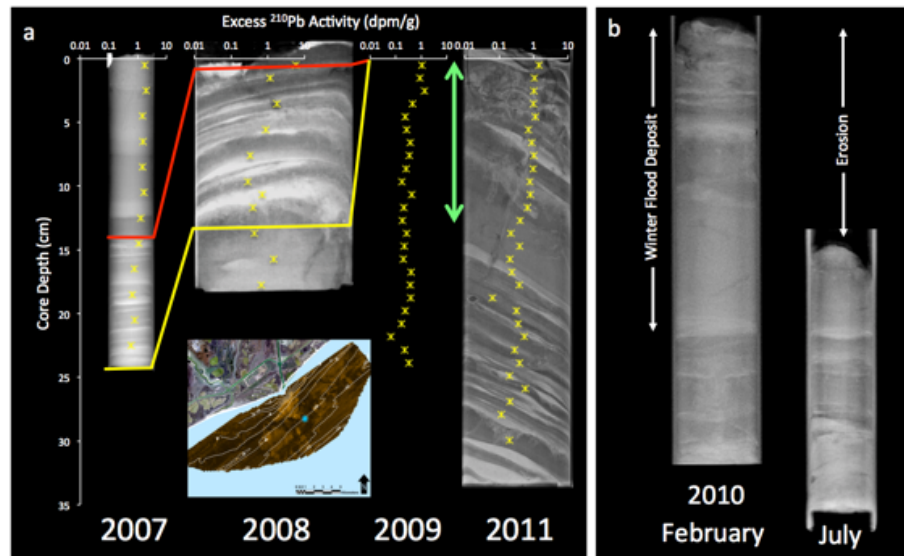 a
Excess ²¹⁰Pb Activity (dpm/g)
0.01 0.1 1 10
0.01 0.1 1 10
0.01 0.1 1 10
0.01 0.1 1 10
Core Depth (cm)
0
5
10
15
20
25
30
35
2007 2008 2009 2011
b
Winter Flood Deposit
Erosion
2010
February July